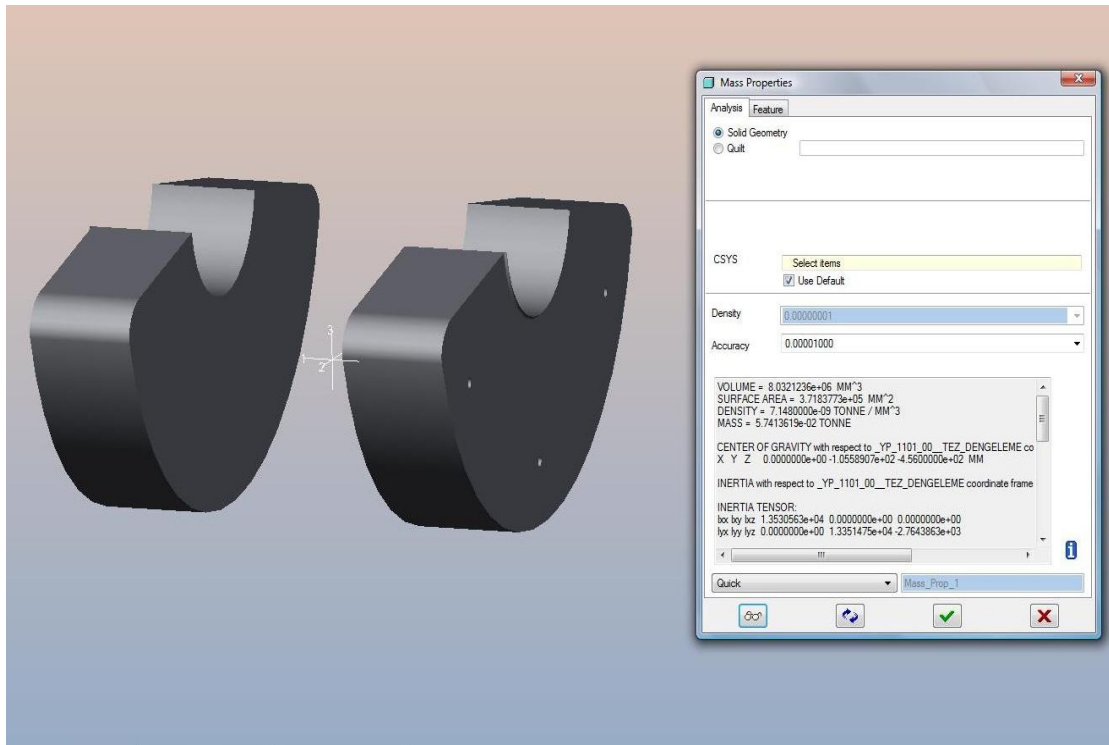 Mass Properties
Analysis Feature
Solid Geometry
Quilt
CSYS Select items
Use Default
Density 0.00000001
Accuracy 0.00001000
VOLUME = 8.0321236e+06 MM^3
SURFACE AREA = 3.7183773e+05 MM^2
DENSITY = 7.1480000e-09 TONNE / MM^3
MASS = 5.7413619e-02 TONNE
CENTER OF GRAVITY with respect to _YP_1101_00__TEZ_DENGELEME co
X Y Z 0.0000000e+00 -1.0558907e+02 -4.5600000e+02 MM
INERTIA with respect to _YP_1101_00__TEZ_DENGELEME coordinate frame
INERTIA TENSOR:
Ixx Ixy Ixz 1.3530563e+04 0.0000000e+00 0.0000000e+00
Iyx Iyy Iyz 0.0000000e+00 1.3351475e+04 -2.7643863e+03
3
2
Quick Mass_Prop_1